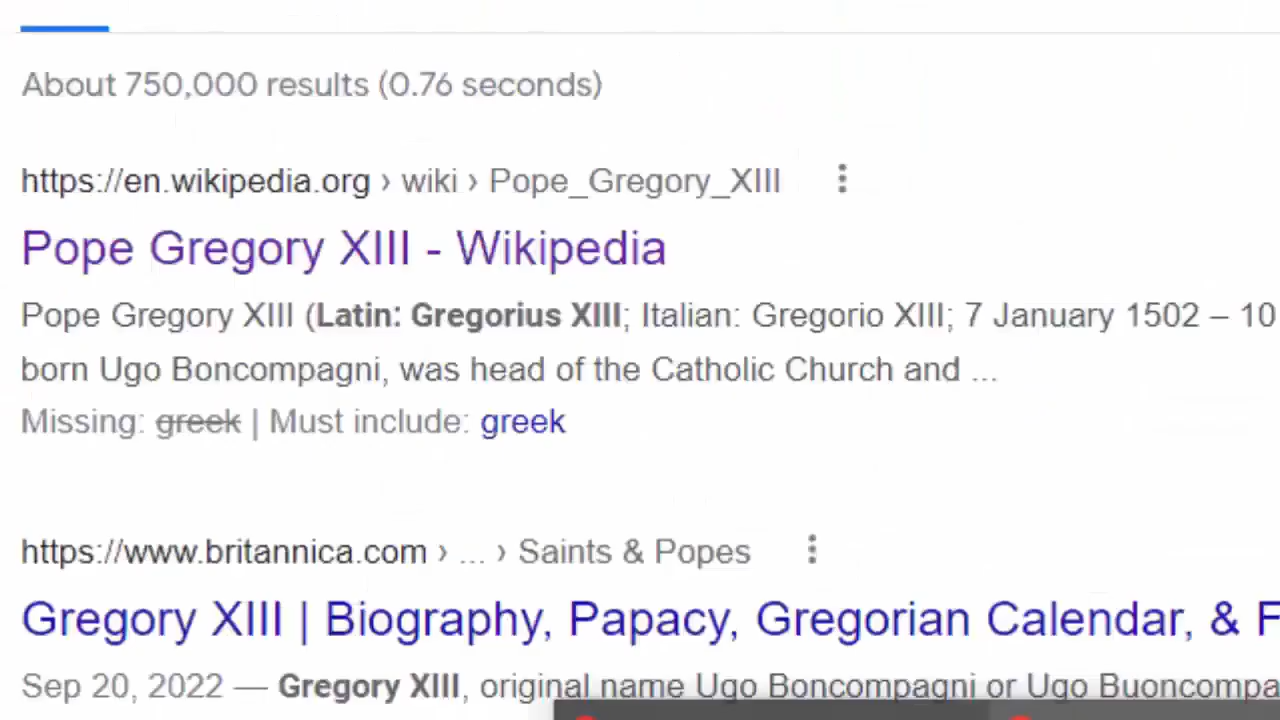 About 750,000 results (0.76 seconds)
https://en.wikipedia.org › wiki › Pope_Gregory_XIII
Pope Gregory XIII - Wikipedia
Pope Gregory XIII (Latin: Gregorius XIII; Italian: Gregorio XIII; 7 January 1502 – 10
born Ugo Boncompagni, was head of the Catholic Church and ...
Missing: greek | Must include: greek
https://www.britannica.com › ... › Saints & Popes
Gregory XIII | Biography, Papacy, Gregorian Calendar, & F
Sep 20, 2022 — Gregory XIII, original name Ugo Boncompagni or Ugo Buoncompa